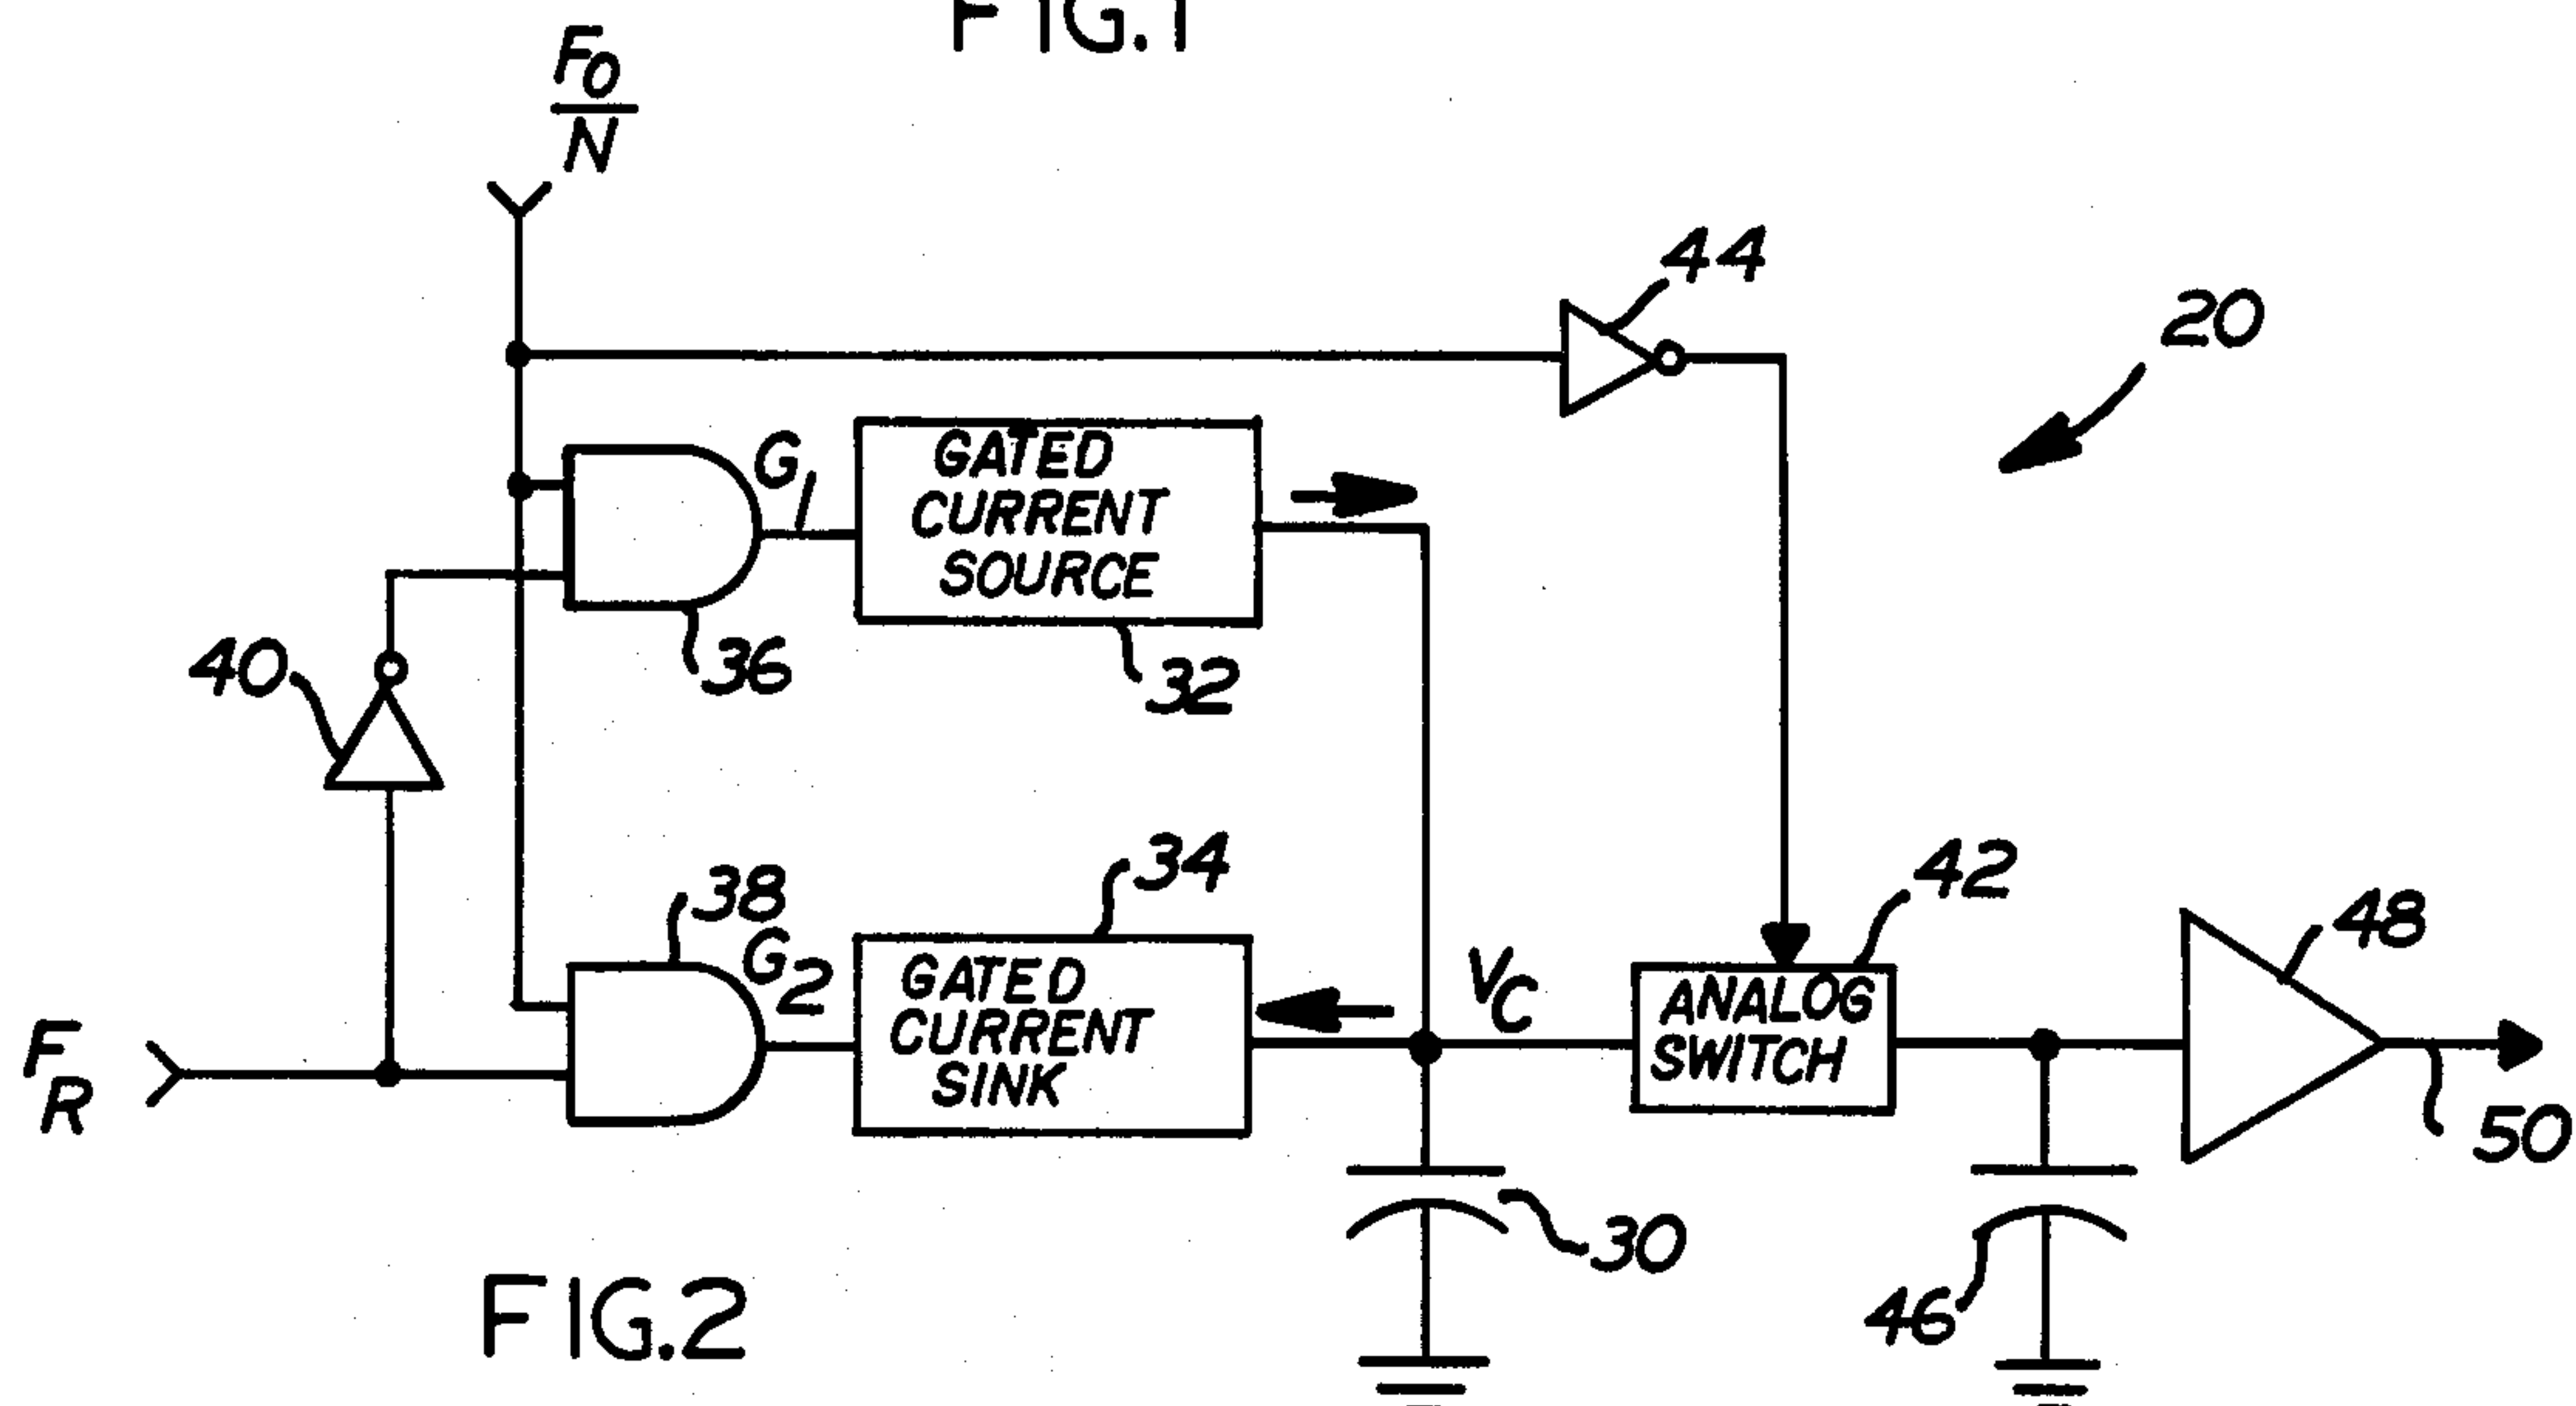 FIG.1
FO
N
44
20
G1
GATED
CURRENT
SOURCE
36
32
40
34
38
G2
GATED
CURRENT
SINK
VC
42
ANALOG
SWITCH
48
FR
50
30
46
FIG.2